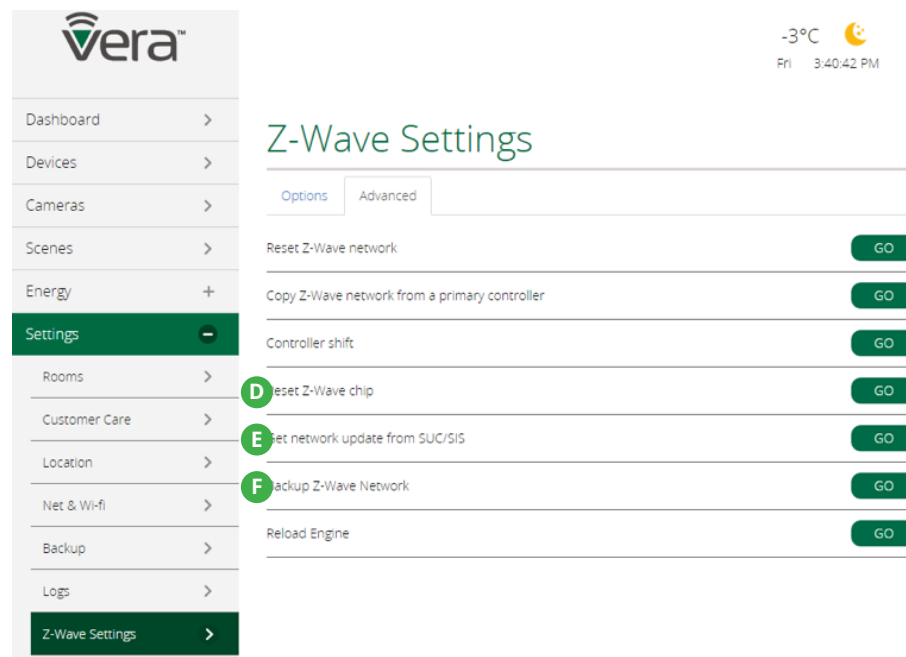 vera™
-3°C
Fri 3:40:42 PM
Dashboard
Devices
Cameras
Scenes
Energy
Settings
Rooms
Customer Care
Location
Net & Wi-fi
Backup
Logs
Z-Wave Settings
Z-Wave Settings
Options Advanced
Reset Z-Wave network GO
Copy Z-Wave network from a primary controller GO
Controller shift GO
D eset Z-Wave chip GO
E et network update from SUC/SIS GO
F ackup Z-Wave Network GO
Reload Engine GO